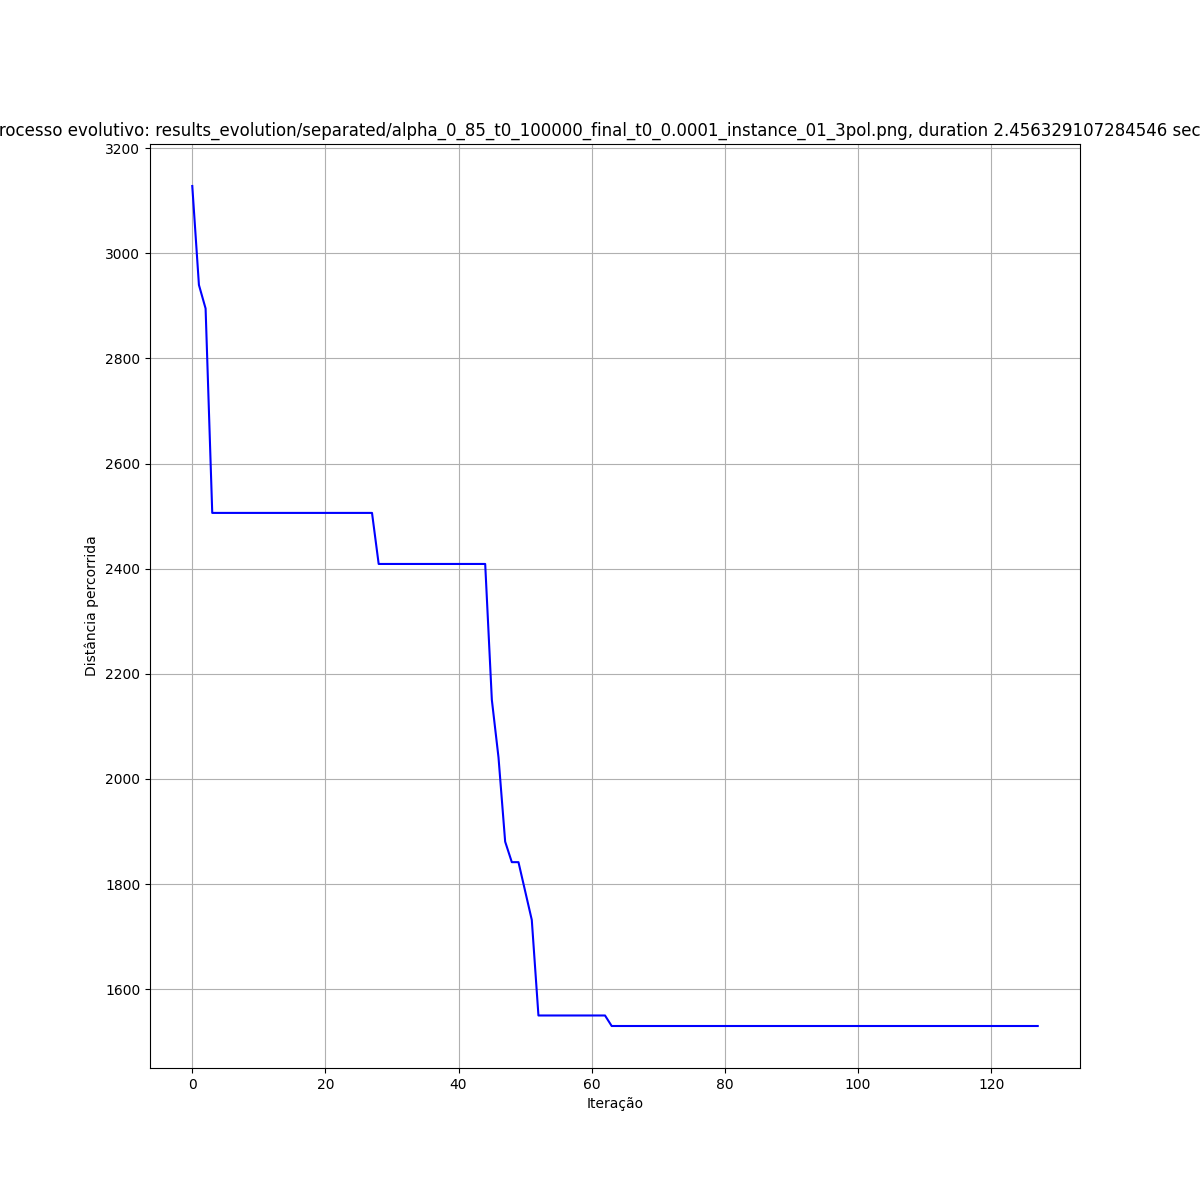 rocesso evolutivo: results_evolution/separated/alpha_0_85_t0_100000_final_t0_0.0001_instance_01_3pol.png, duration 2.456329107284546 sec
3200
3000
2800
2600
2400
2200
2000
1800
1600
Distância percorrida
0 20 40 60 80 100 120
Iteração